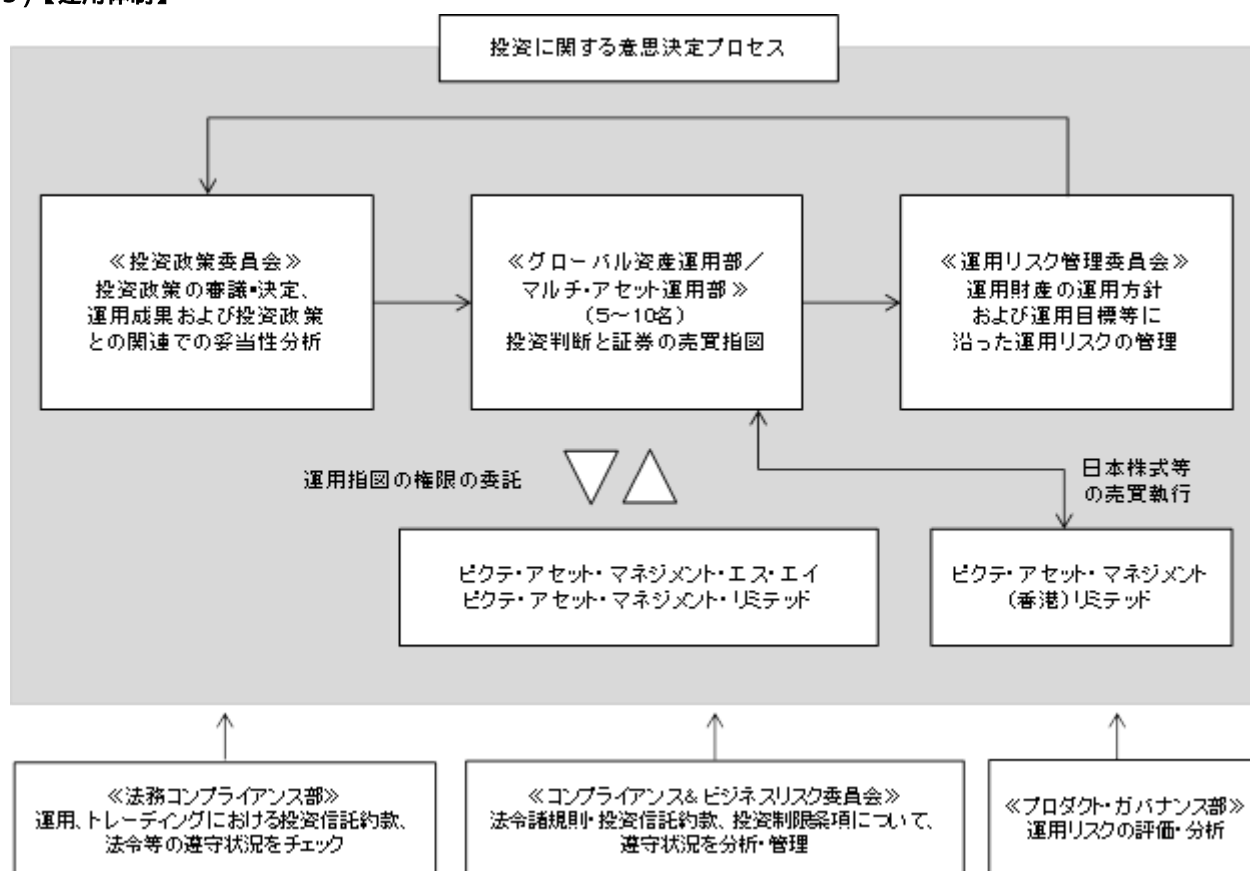 【運用体制】
投資に関する意思決定プロセス
≪投資政策委員会≫
投資政策の審議・決定、
運用成果および投資政策
との関連での妥当性分析
≪グローバル資産運用部／
マルチ・アセット運用部≫
（5～10名）
投資判断と証券の売買指図
≪運用リスク管理委員会≫
運用財産の運用方針
および運用目標等に
沿った運用リスクの管理
運用指図の権限の委託
日本株式等
の売買執行
ピクテ・アセット・マネジメント・エス・エイ
ピクテ・アセット・マネジメント・リミテッド
ピクテ・アセット・マネジメント
（香港）リミテッド
≪法務コンプライアンス部≫
運用、トレーディングにおける投資信託約款、
法令等の遵守状況をチェック
≪コンプライアンス&ビジネスリスク委員会≫
法令諸規則・投資信託約款、投資制限条項について、
遵守状況を分析・管理
≪プロダクト・ガバナンス部≫
運用リスクの評価・分析